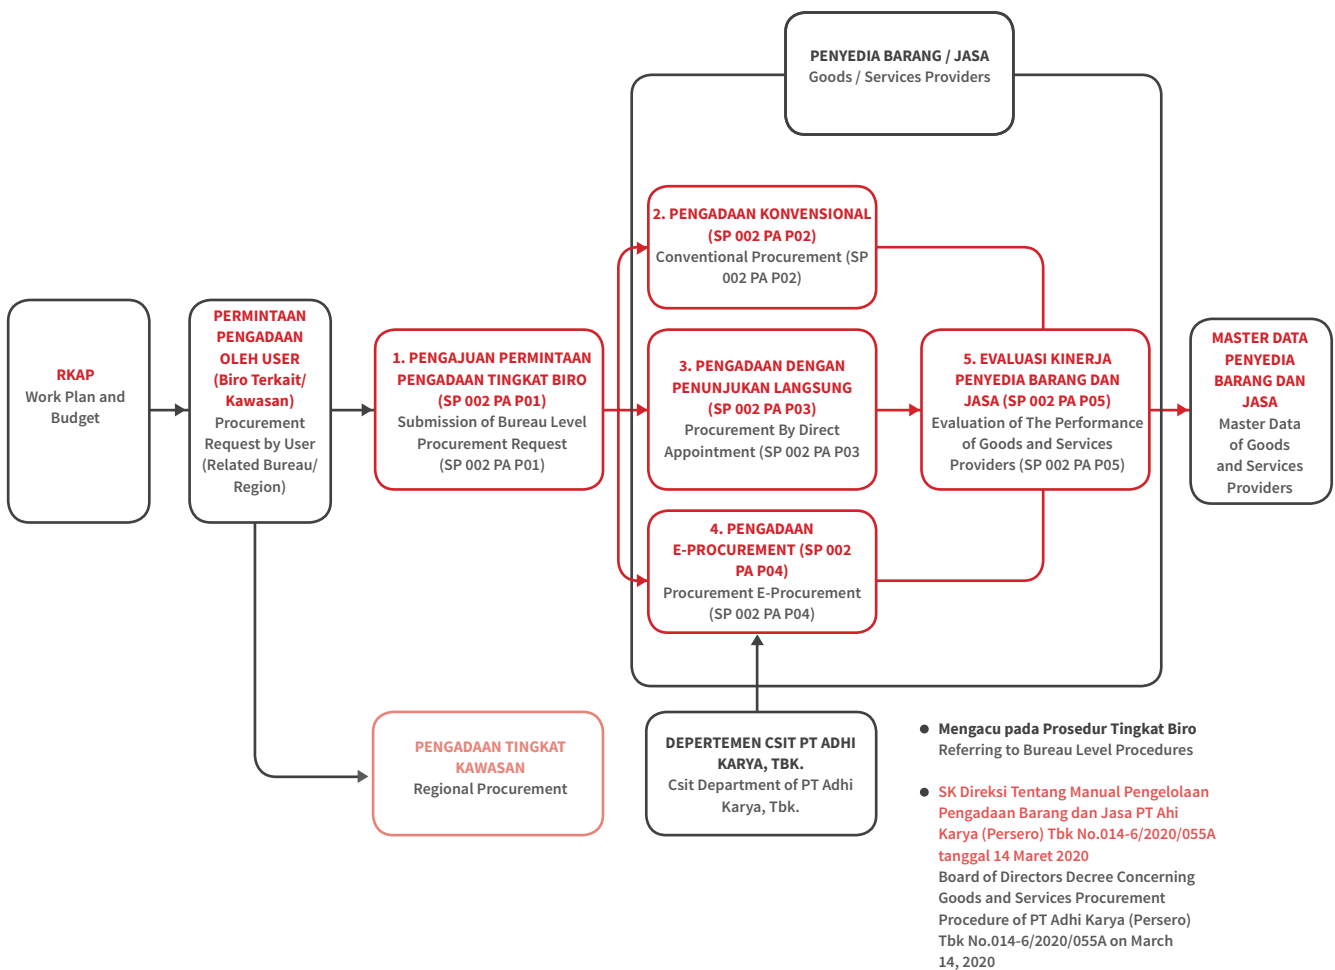 PENYEDIA BARANG / JASA
Goods / Services Providers
RKAP
Work Plan and
Budget
PERMINTAAN
PENGADAAN
OLEH USER
(Biro Terkait/
Kawasan)
Procurement
Request by User
(Related Bureau/
Region)
1. PENGAJUAN PERMINTAAN
PENGADAAN TINGKAT BIRO
(SP 002 PA P01)
Submission of Bureau Level
Procurement Request
(SP 002 PA P01)
2. PENGADAAN KONVENSIONAL
(SP 002 PA P02)
Conventional Procurement (SP
002 PA P02)
3. PENGADAAN DENGAN
PENUNJUKAN LANGSUNG
(SP 002 PA P03)
Procurement By Direct
Appointment (SP 002 PA P03
4. PENGADAAN
E-PROCUREMENT (SP 002
PA P04)
Procurement E-Procurement
(SP 002 PA P04)
5. EVALUASI KINERJA
PENYEDIA BARANG DAN
JASA (SP 002 PA P05)
Evaluation of The Performance
of Goods and Services
Providers (SP 002 PA P05)
MASTER DATA
PENYEDIA
BARANG DAN
JASA
Master Data
of Goods
and Services
Providers
PENGADAAN TINGKAT
KAWASAN
Regional Procurement
DEPERTEMEN CSIT PT ADHI
KARYA, TBK.
Csit Department of PT Adhi
Karya, Tbk.
● Mengacu pada Prosedur Tingkat Biro
Referring to Bureau Level Procedures
● SK Direksi Tentang Manual Pengelolaan
Pengadaan Barang dan Jasa PT Ahi
Karya (Persero) Tbk No.014-6/2020/055A
tanggal 14 Maret 2020
Board of Directors Decree Concerning
Goods and Services Procurement
Procedure of PT Adhi Karya (Persero)
Tbk No.014-6/2020/055A on March
14, 2020